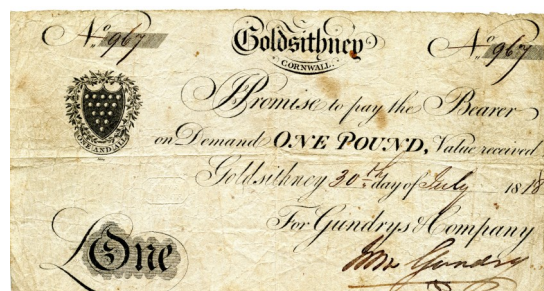 No 967 Goldsithney No 967
CORNWALL.
I Promise to pay the Bearer
ONE AND ALL
on Demand ONE POUND, Value received
Goldsithney 30th day of July 1818
For Gundrys & Company
£One
Gundry